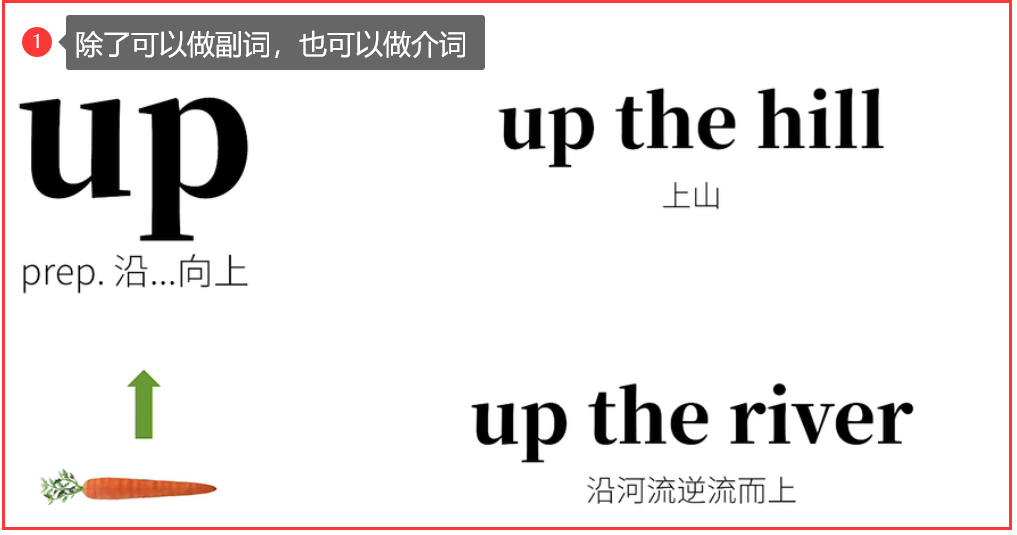 1
除了可以做副词，也可以做介词
up
prep. 沿...向上
up the hill
上山
up the river
沿河流逆流而上